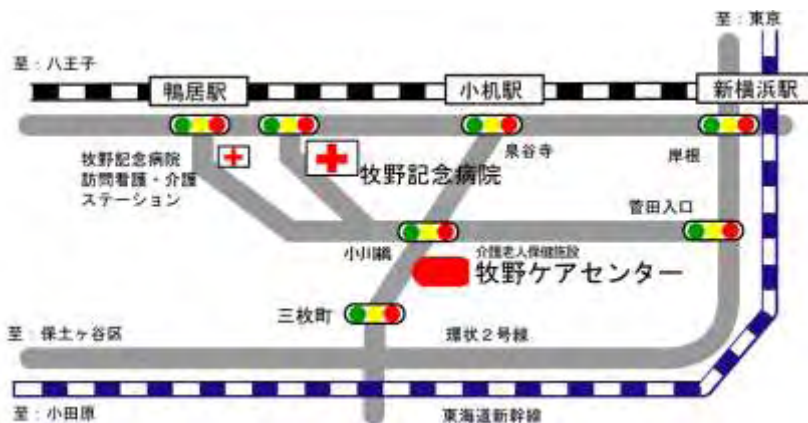 至：東京
至：八王子
鴨居駅
小机駅
新横浜駅
牧野記念病院
訪問看護・介護
ステーション
牧野記念病院
泉谷寺
岸根
菅田入口
小川橋
介護老人保健施設
牧野ケアセンター
三枚町
至：保土ヶ谷区
環状２号線
至：小田原
東海道新幹線